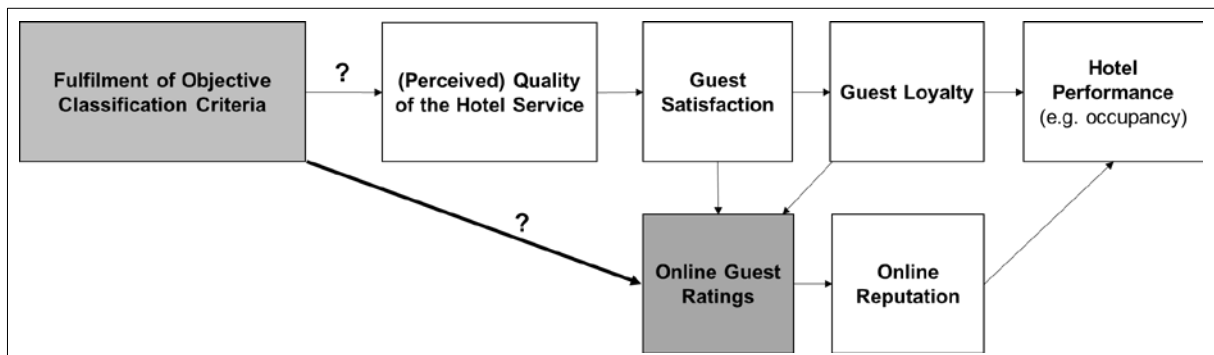 Fulfilment of Objective
Classification Criteria
?
(Perceived) Quality
of the Hotel Service
Guest
Satisfaction
Guest Loyalty
Hotel
Performance
(e.g. occupancy)
?
Online Guest
Ratings
Online
Reputation